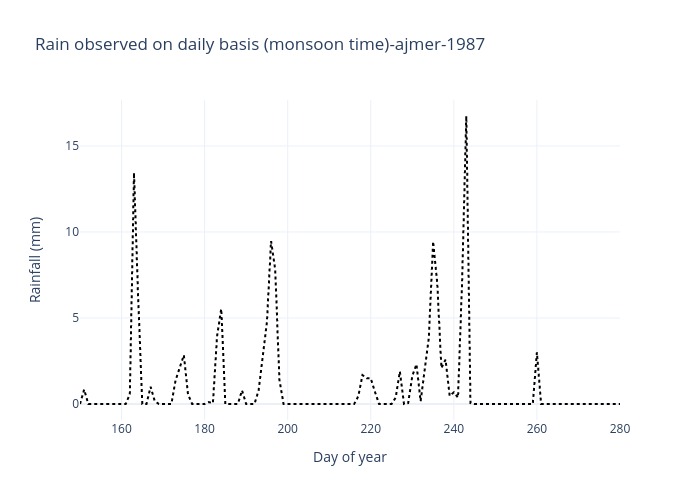 Rain observed on daily basis (monsoon time)-ajmer-1987
15
10
5
0
Rainfall (mm)
160 180 200 220 240 260 280
Day of year